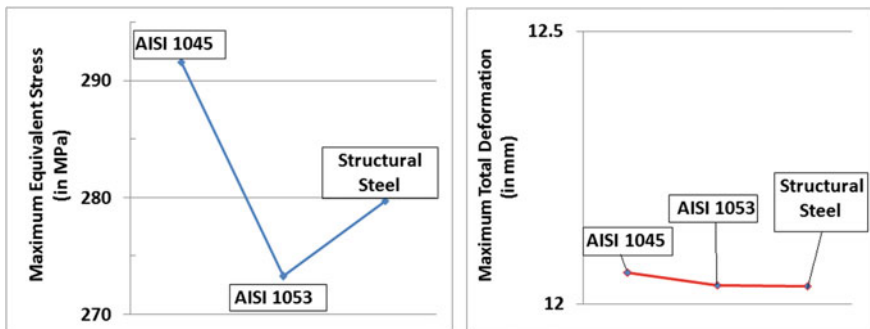 Maximum Equivalent Stress
(in MPa)
290
280
270
AISI 1045
AISI 1053
Structural
Steel
Maximum Total Deformation
(in mm)
12.5
12
AISI 1045
AISI 1053
Structural
Steel